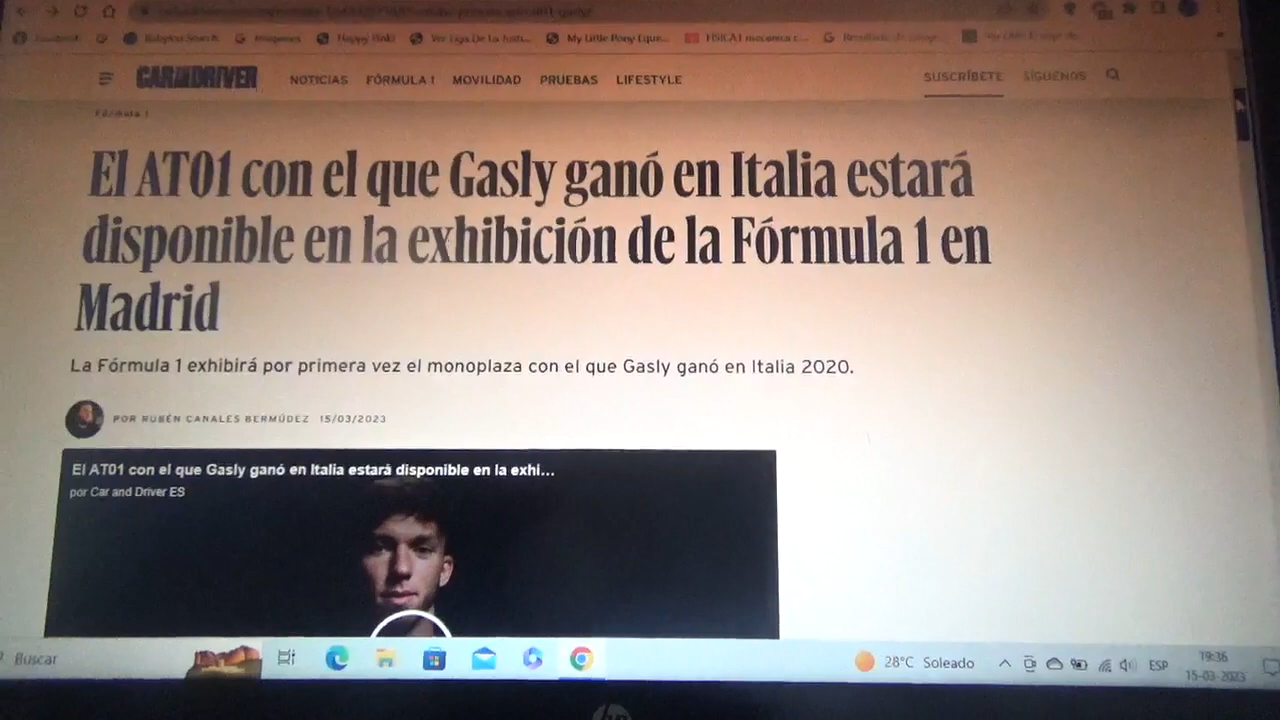 Happy Pinki
My Little Pony Eque...
CAR AND DRIVER NOTICIAS FÓRMULA 1 MOVILIDAD PRUEBAS LIFESTYLE SUSCRÍBETE SÍGUENOS
Fórmula 1
El AT01 con el que Gasly ganó en Italia estará
disponible en la exhibición de la Fórmula 1 en
Madrid
La Fórmula 1 exhibirá por primera vez el monoplaza con el que Gasly ganó en Italia 2020.
POR RUBÉN CANALES BERMÚDEZ 15/03/2023
El AT01 con el que Gasly ganó en Italia estará disponible en la exhi...
por Car and Driver ES
Buscar 28°C Soleado ESP 19:36
15-03-2023
hp